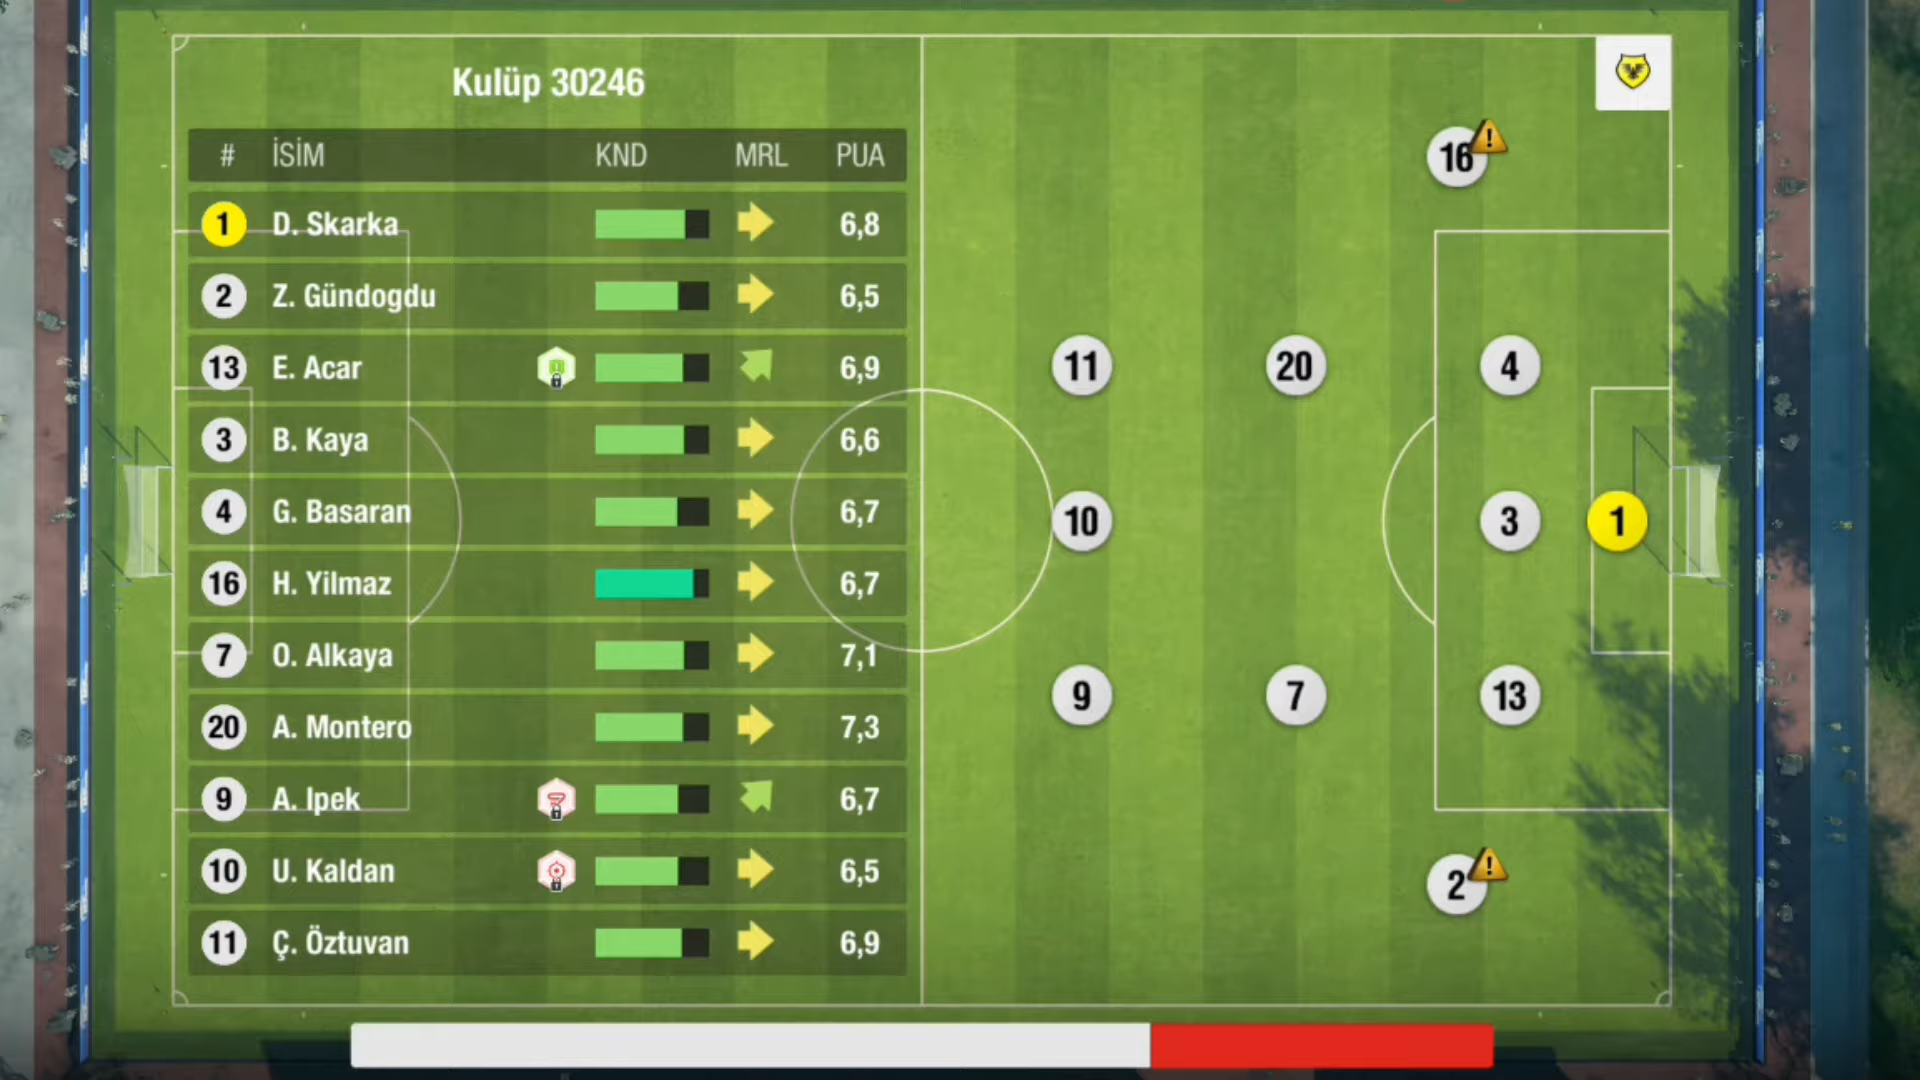 Kulüp 30246
# İSİM KND MRL PUA
1 D. Skarka 6,8
2 Z. Gündogdu 6,5
13 E. Acar 6,9
3 B. Kaya 6,6
4 G. Basaran 6,7
16 H. Yilmaz 6,7
7 O. Alkaya 7,1
20 A. Montero 7,3
9 A. Ipek 6,7
10 U. Kaldan 6,5
11 Ç. Öztuvan 6,9
16 !
11 20 4
10 3 1
9 7 13
2 !